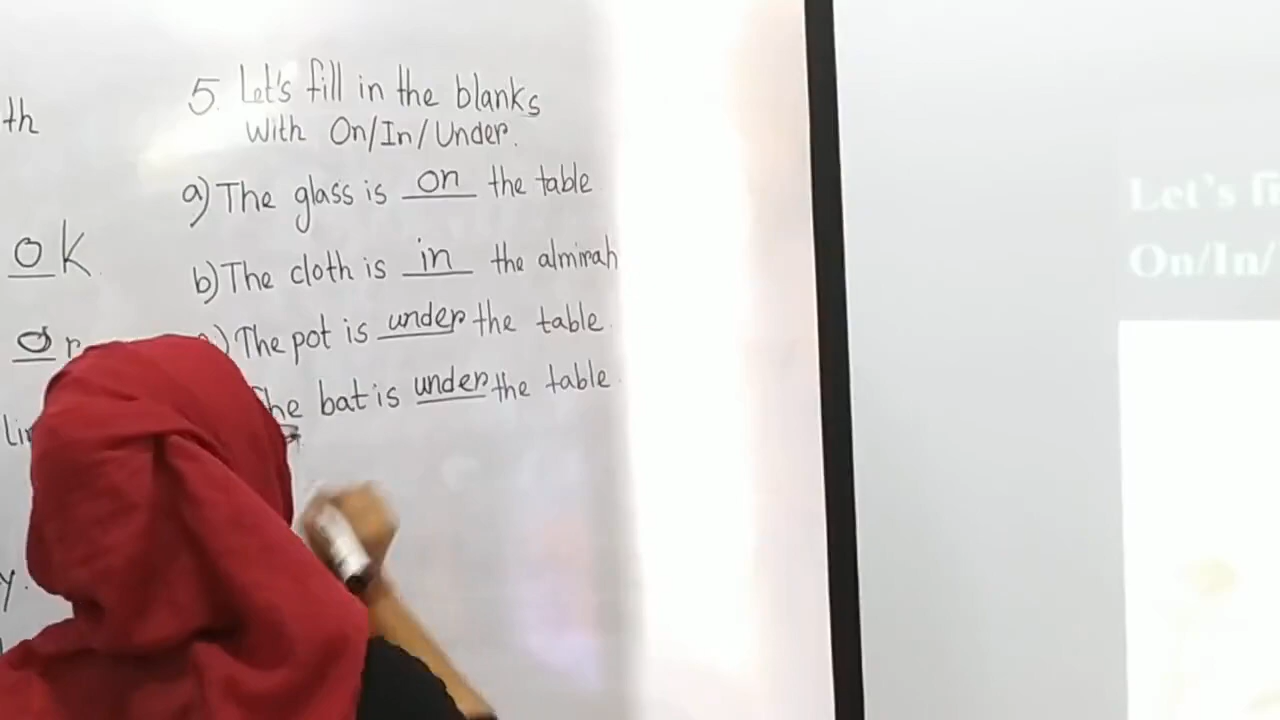 th
o k
o r
5. Let's fill in the blanks
With On/In/Under.
a) The glass is on the table
b) The cloth is in the almirah
) The pot is under the table.
The bat is under the table.
y.
Let's fi
On/In/